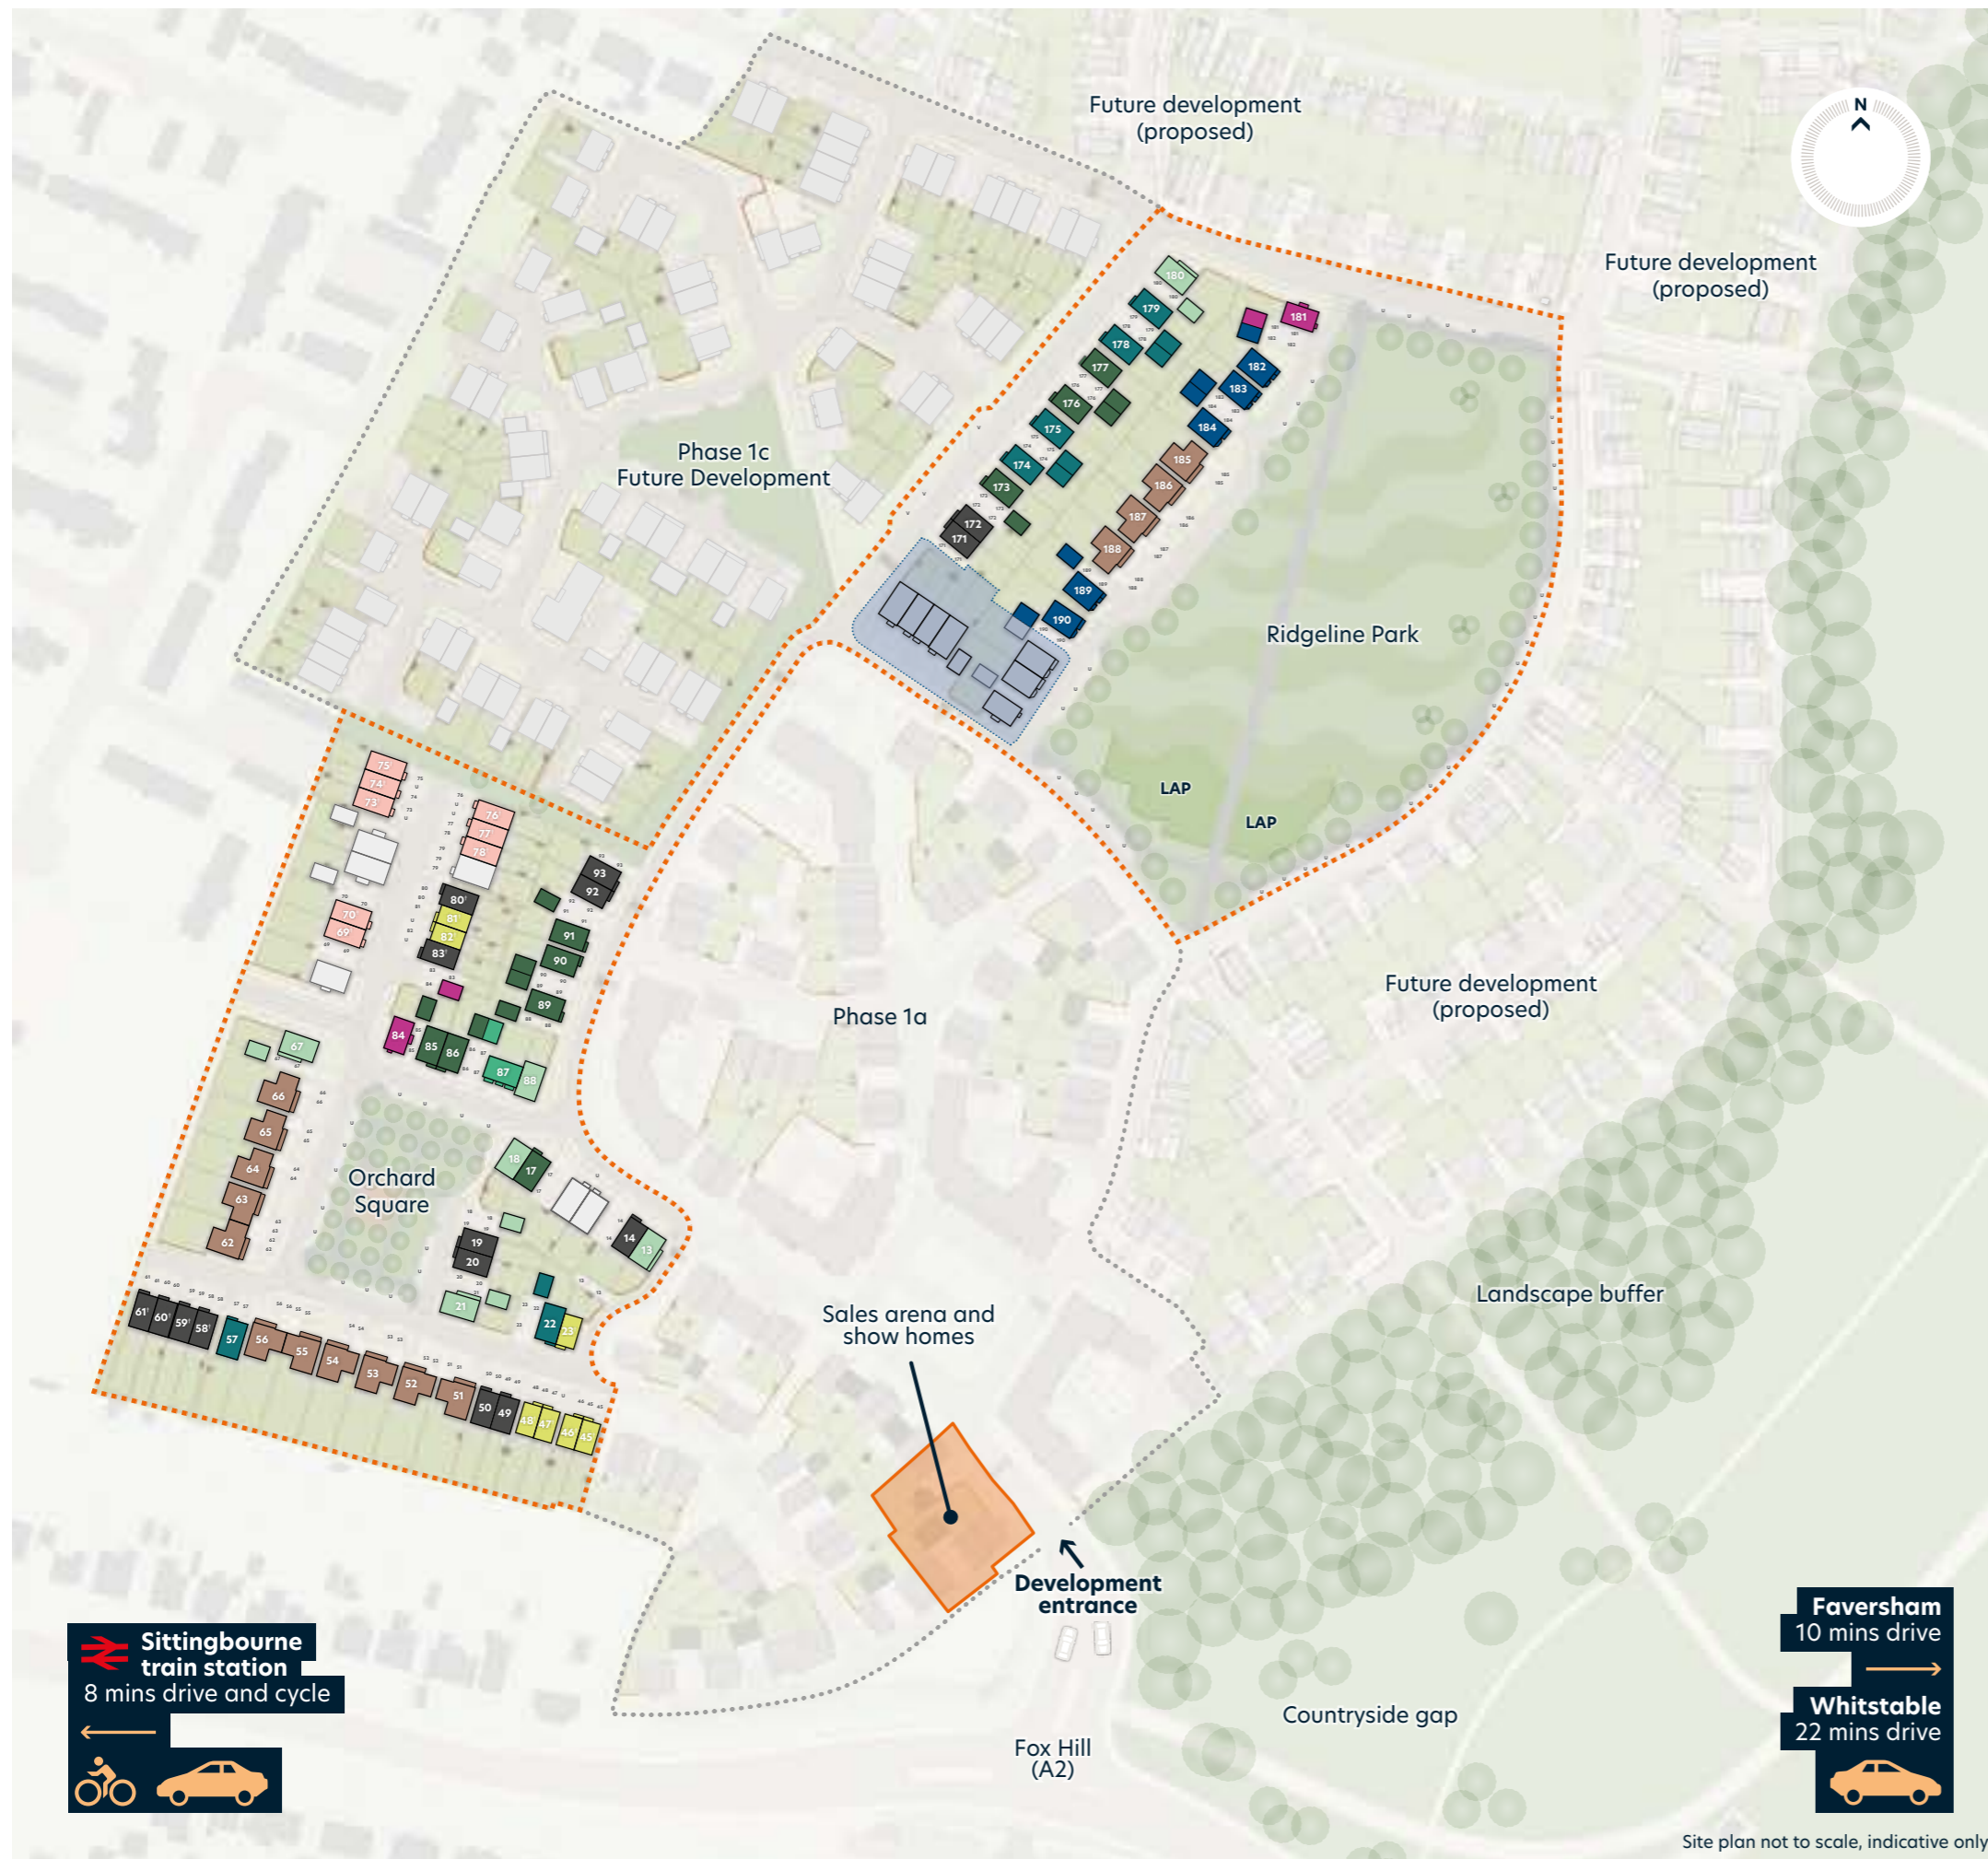 Future development
(proposed)
N
Future development
(proposed)
180
179
181
178
177
182
183
176
175
184
174
185
173
186
172
187
171
188
189
190
Phase 1c
Future Development
Ridgeline Park
LAP
LAP
75'
74'
73'
76'
77'
78'
93
92
80'
81'
82'
83'
70'
69'
91
90
89
84
85
86
87
88
67
66
65
64
63
62
Orchard
Square
18
17
19
20
14
13
21
22
23
61'
60'
59'
58'
57
56
55
54
53
52
51
50
49
48'
47'
46
45
Phase 1a
Future development
(proposed)
Landscape buffer
Sales arena and
show homes
Development
entrance
Fox Hill
(A2)
Countryside gap
Sittingbourne
train station
8 mins drive and cycle
Faversham
10 mins drive
Whitstable
22 mins drive
Site plan not to scale, indicative only